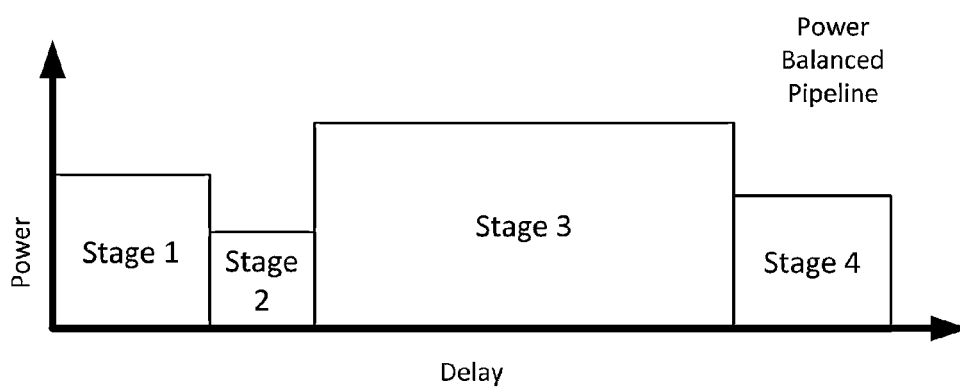 Power
Balanced
Pipeline
Power
Stage 1
Stage
2
Stage 3
Stage 4
Delay